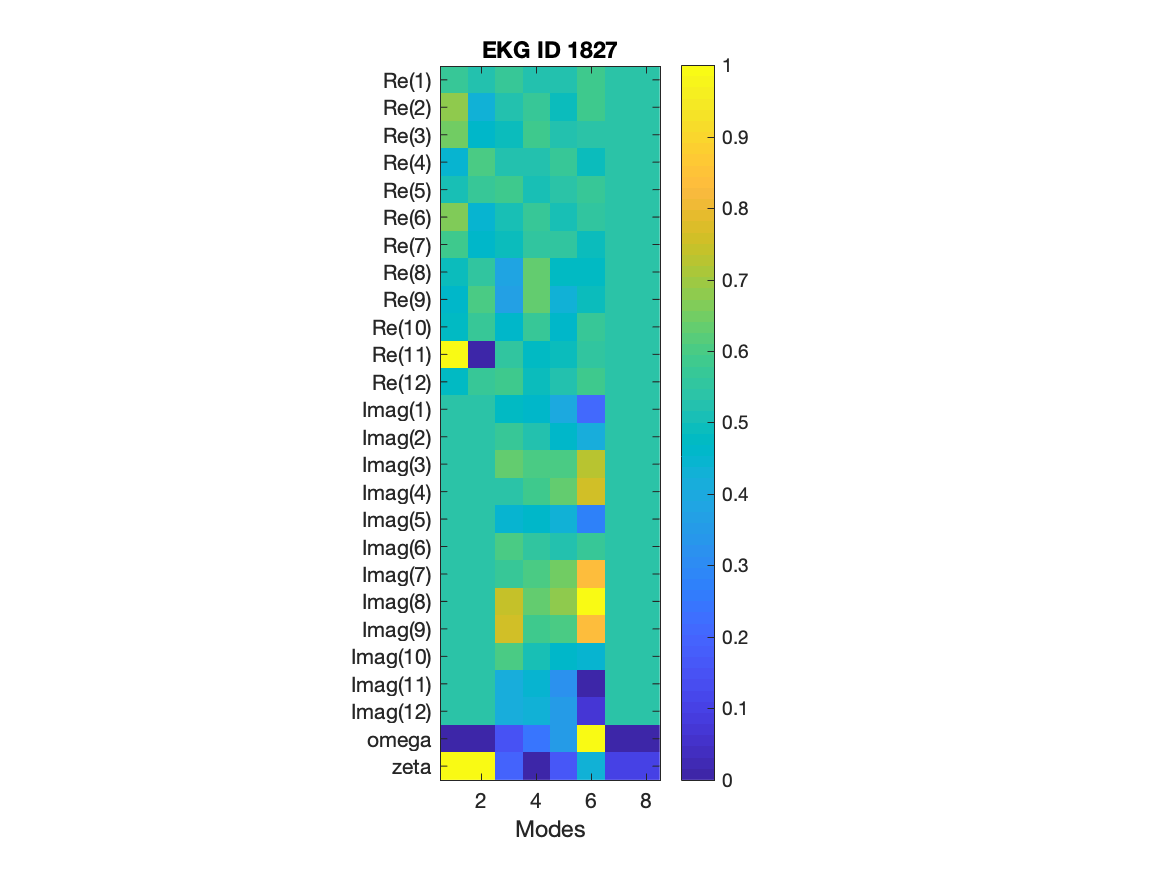 EKG ID 1827
Re(1)
Re(2)
Re(3)
Re(4)
Re(5)
Re(6)
Re(7)
Re(8)
Re(9)
Re(10)
Re(11)
Re(12)
Imag(1)
Imag(2)
Imag(3)
Imag(4)
Imag(5)
Imag(6)
Imag(7)
Imag(8)
Imag(9)
Imag(10)
Imag(11)
Imag(12)
omega
zeta
2 4 6 8
Modes
1
0.9
0.8
0.7
0.6
0.5
0.4
0.3
0.2
0.1
0